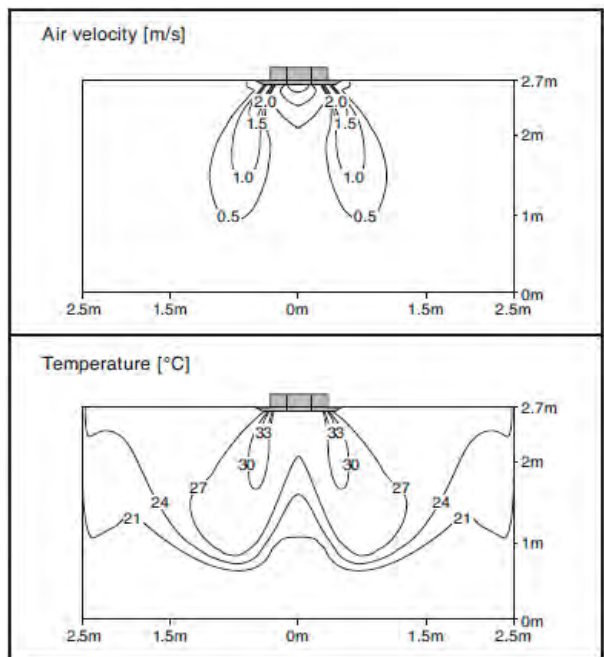 Air velocity [m/s]
2.7m
2.0 2.0
1.5 1.5
2m
1.0 1.0
0.5 0.5
1m
0m
2.5m 1.5m 0m 1.5m 2.5m
Temperature [°C]
2.7m
33 33
30 30
2m
27 27
24 24
21 21
1m
0m
2.5m 1.5m 0m 1.5m 2.5m